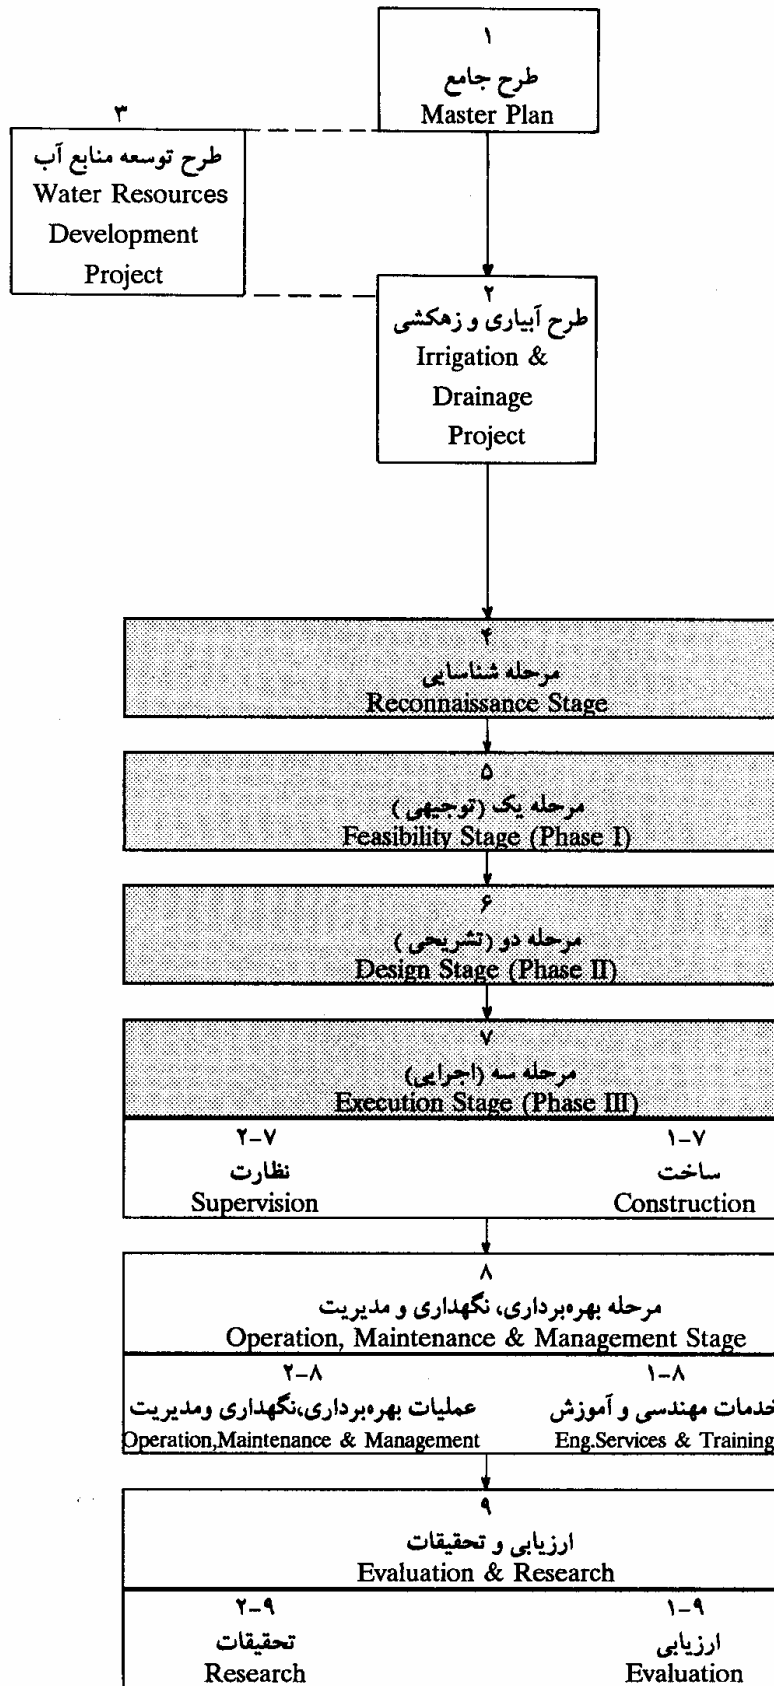 ۱
طرح جامع
Master Plan
۳
طرح توسعه منابع آب
Water Resources
Development
Project
۲
طرح آبیاری و زهکشی
Irrigation &
Drainage
Project
۴
مرحله شناسایی
Reconnaissance Stage
۵
مرحله یک (توجیهی)
Feasibility Stage (Phase I)
۶
مرحله دو (تشریحی)
Design Stage (Phase II)
۷
مرحله سه (اجرایی)
Execution Stage (Phase III)
۱-۷
ساخت
Construction
۲-۷
نظارت
Supervision
۸
مرحله بهره‌برداری، نگهداری و مدیریت
Operation, Maintenance & Management Stage
۱-۸
خدمات مهندسی و آموزش
Eng.Services & Training
۲-۸
عملیات بهره‌برداری،نگهداری ومدیریت
Operation,Maintenance & Management
۹
ارزیابی و تحقیقات
Evaluation & Research
۱-۹
ارزیابی
Evaluation
۲-۹
تحقیقات
Research